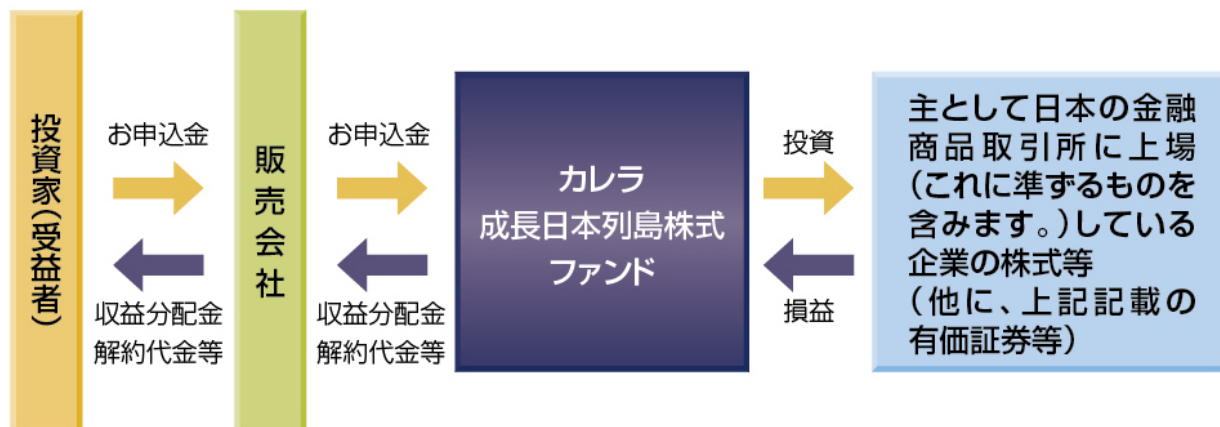 投資家(受益者)
お申込金
収益分配金
解約代金等
販売会社
お申込金
収益分配金
解約代金等
カレラ
成長日本列島株式
ファンド
投資
損益
主として日本の金融
商品取引所に上場
(これに準ずるものを
含みます。)している
企業の株式等
(他に、上記記載の
有価証券等)